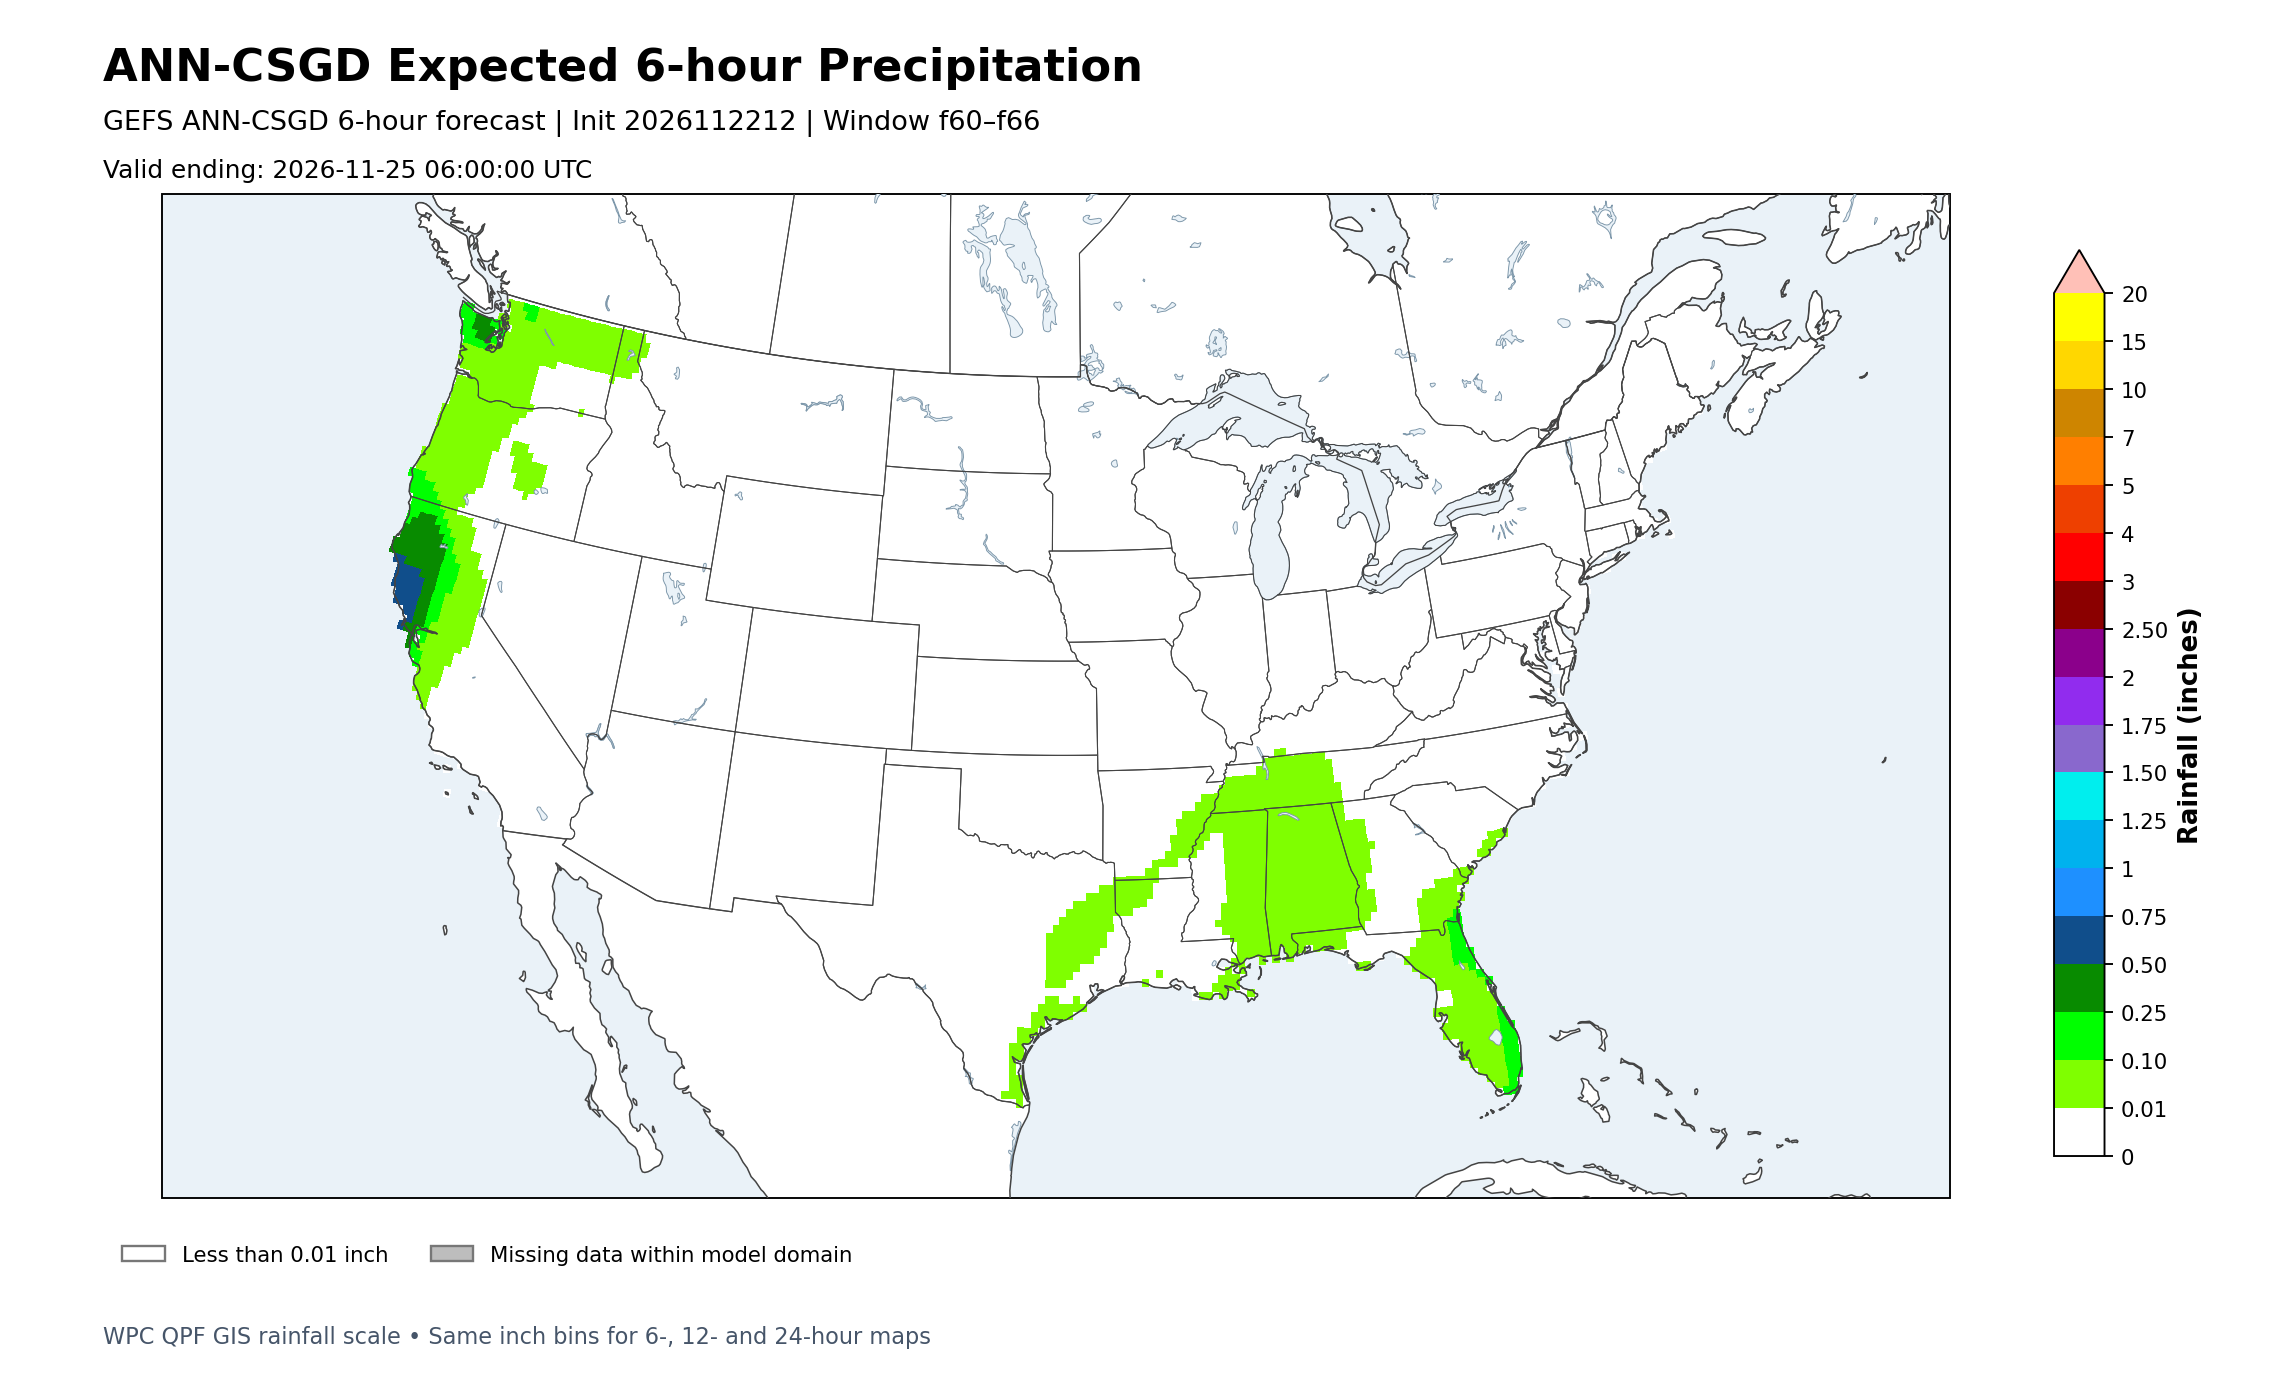 ANN-CSGD Expected 6-hour Precipitation
GEFS ANN-CSGD 6-hour forecast | Init 2026112212 | Window f60–f66
Valid ending: 2026-11-25 06:00:00 UTC
20
15
10
7
5
4
3
2.50
2
1.75
1.50
1.25
1
0.75
0.50
0.25
0.10
0.01
0
Rainfall (inches)
Less than 0.01 inch
Missing data within model domain
WPC QPF GIS rainfall scale • Same inch bins for 6-, 12- and 24-hour maps